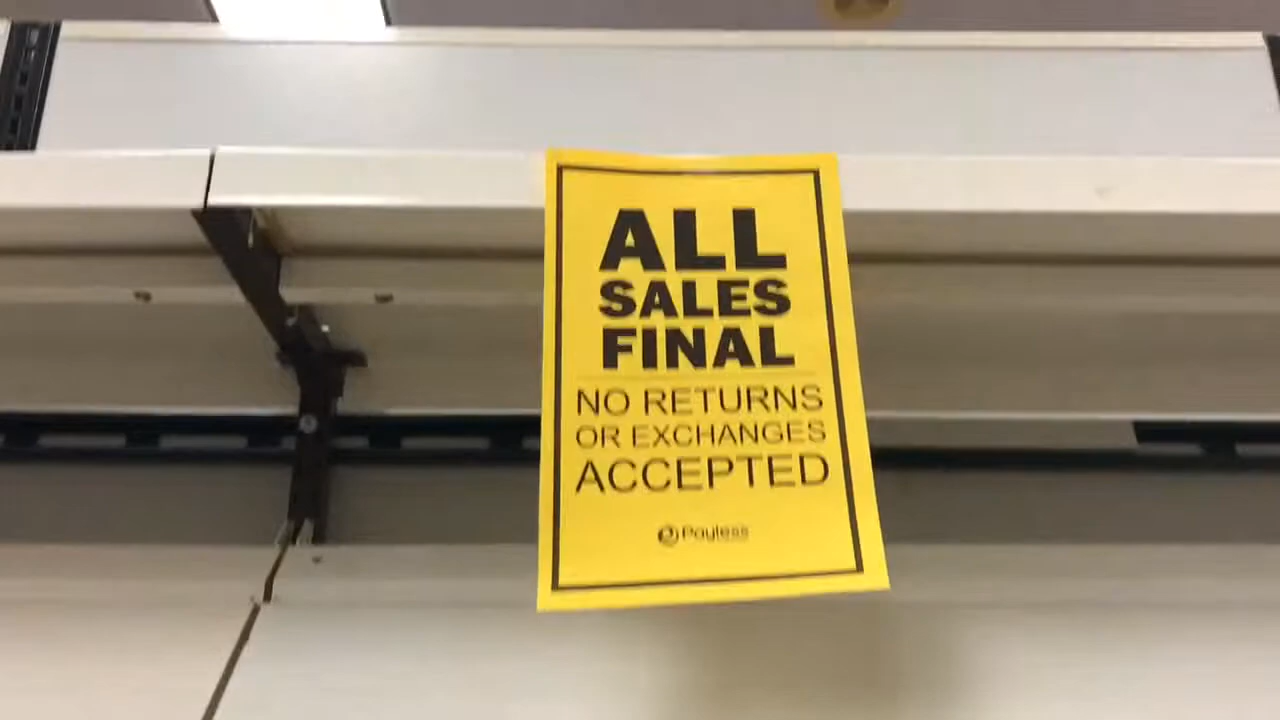 ALL
SALES
FINAL
NO RETURNS
OR EXCHANGES
ACCEPTED
Payless